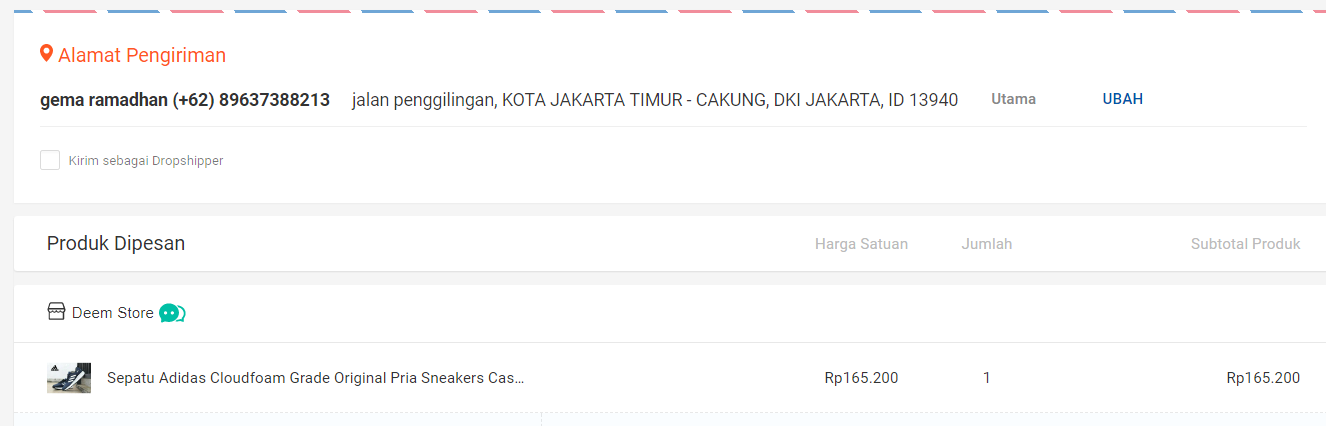 Alamat Pengiriman
gema ramadhan (+62) 89637388213 jalan penggilingan, KOTA JAKARTA TIMUR - CAKUNG, DKI JAKARTA, ID 13940 Utama UBAH
Kirim sebagai Dropshipper
Produk Dipesan Harga Satuan Jumlah Subtotal Produk
Deem Store
Sepatu Adidas Cloudfoam Grade Original Pria Sneakers Cas... Rp165.200 1 Rp165.200